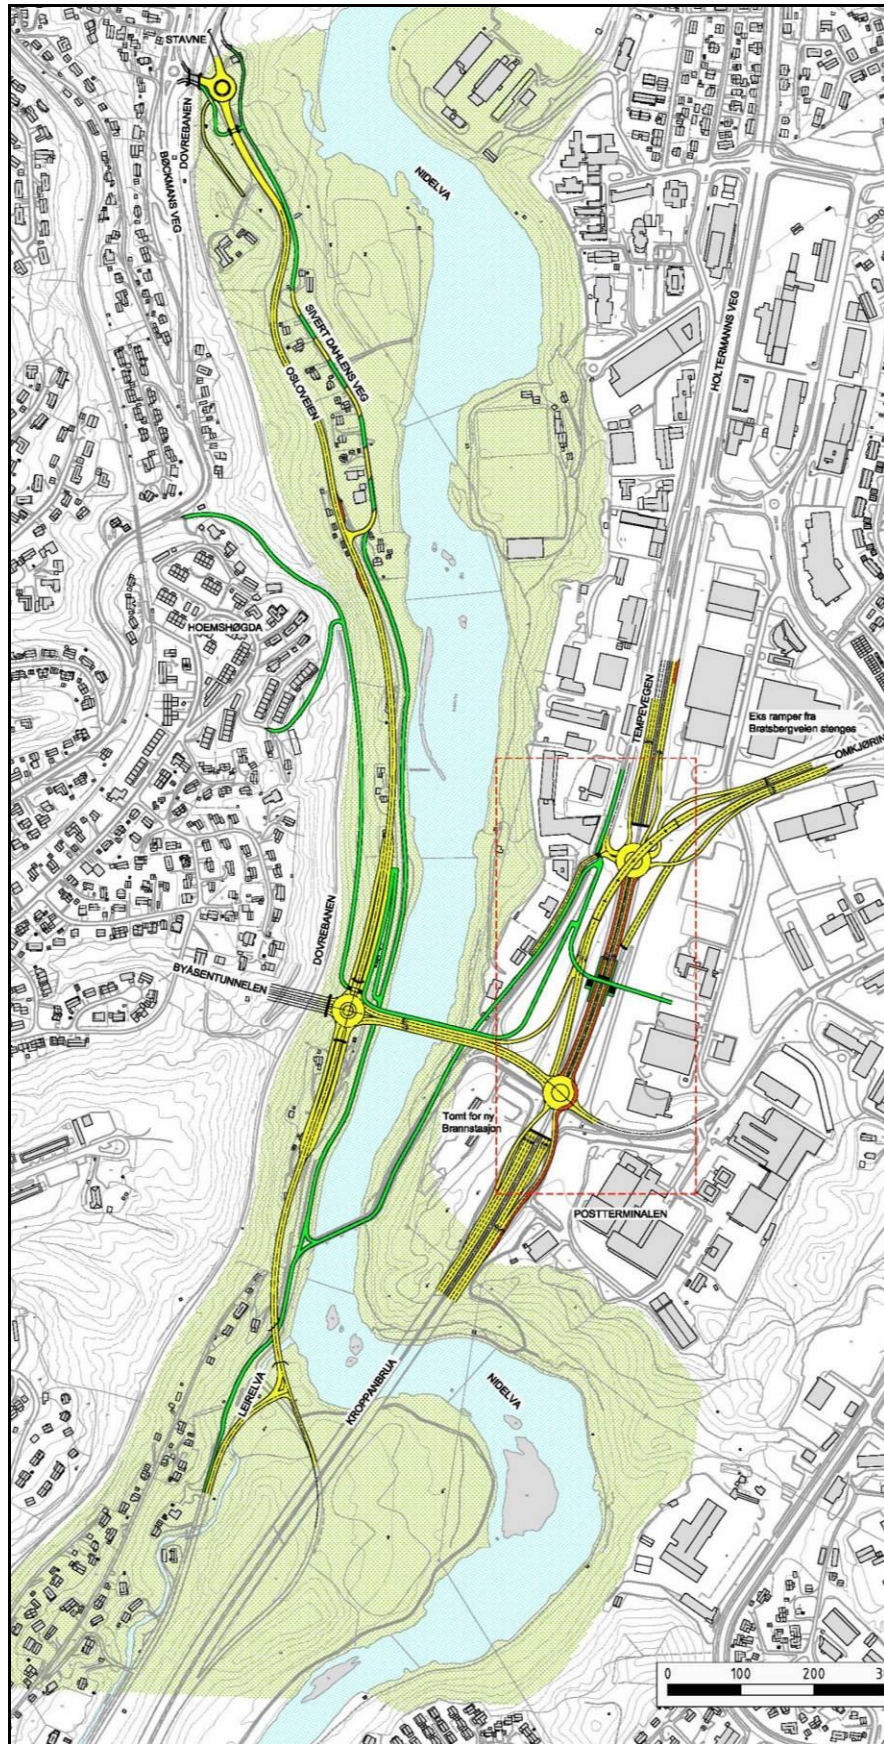 STAVNE
DOVREBANEN
BØCKMANS VEG
NIDELVA
HOLTERMANNS VEG
SIVERT DAHLENS VEG
OSLOVEIEN
HOEMSHØGDA
TEMPEVEGEN
Eks ramper fra
Bratsbergveien stenges
OMKJØRIN
DOVREBANEN
BYÅSENTUNNELEN
Tomt for ny
Brannstasjon
POSTTERMINALEN
LEIRELVA
KROPPANBRUA
NIDELVA
0 100 200 3